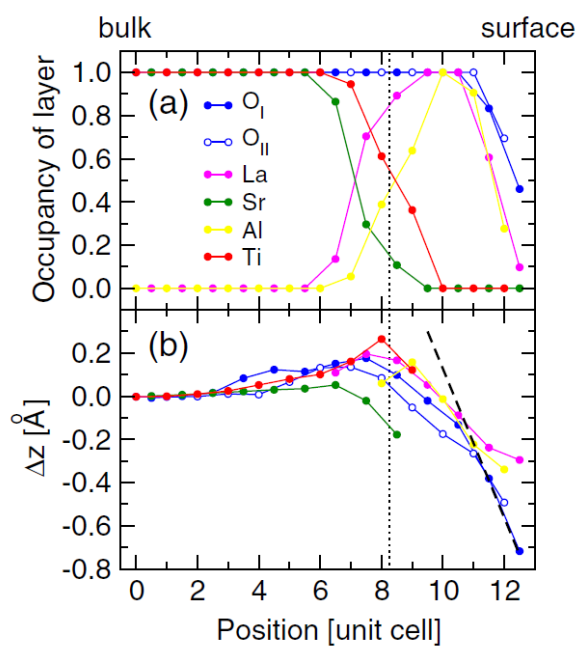 bulk surface
1.0
0.8
0.6
0.4
0.2
0.0
Occupancy of layer
(a)
O_I
O_II
La
Sr
Al
Ti
(b)
0.2
0.0
-0.2
-0.4
-0.6
-0.8
Δz [Å]
0 2 4 6 8 10 12
Position [unit cell]